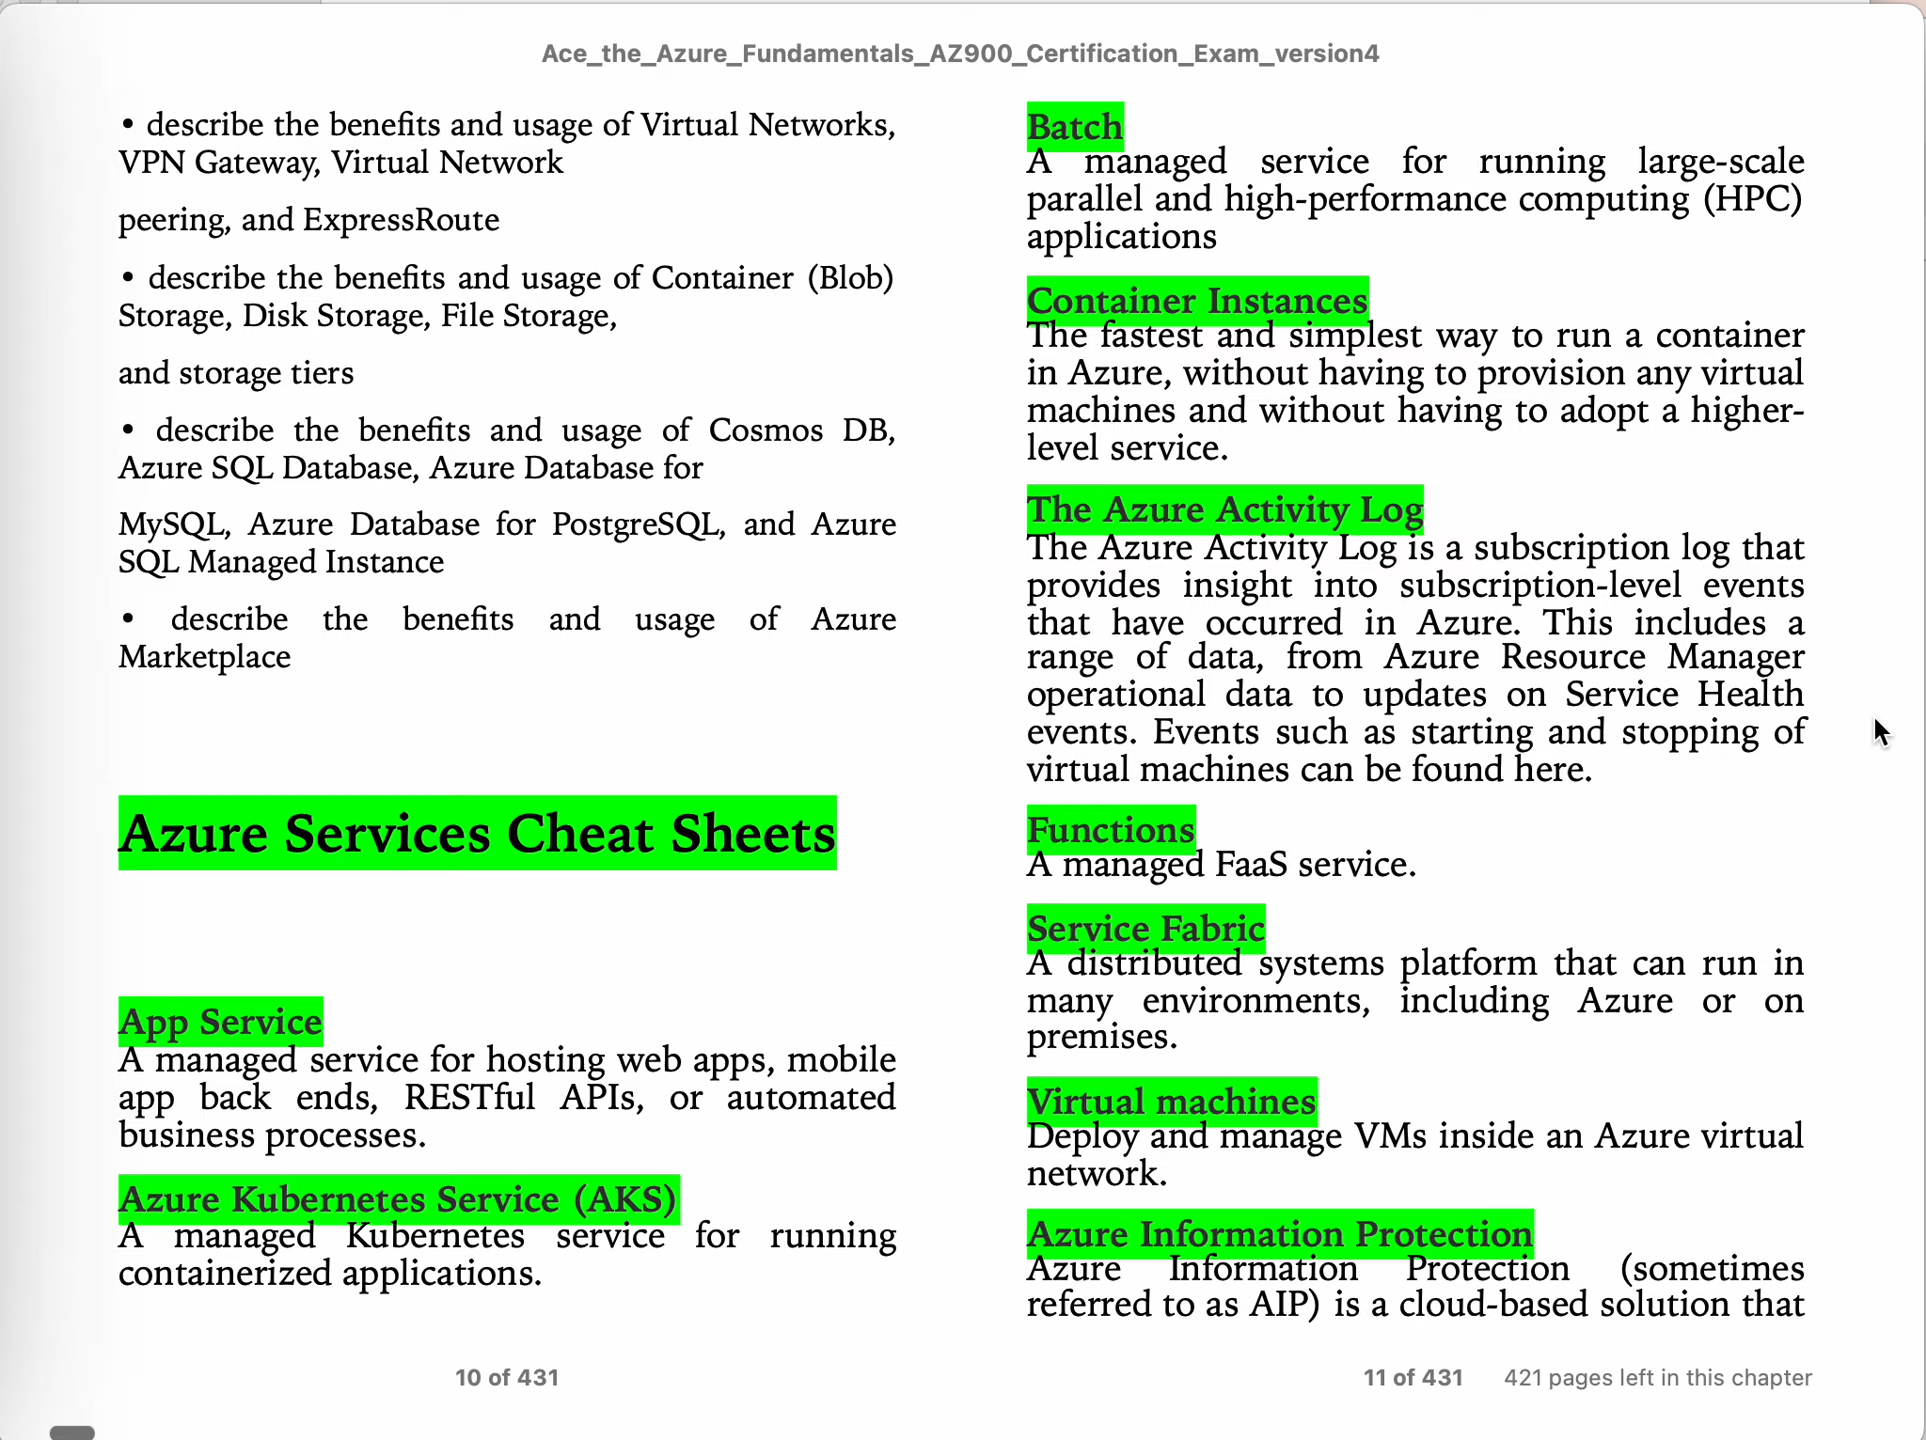 Ace_the_Azure_Fundamentals_AZ900_Certification_Exam_version4
• describe the benefits and usage of Virtual Networks,
VPN Gateway, Virtual Network
peering, and ExpressRoute
• describe the benefits and usage of Container (Blob)
Storage, Disk Storage, File Storage,
and storage tiers
• describe the benefits and usage of Cosmos DB,
Azure SQL Database, Azure Database for
MySQL, Azure Database for PostgreSQL, and Azure
SQL Managed Instance
• describe the benefits and usage of Azure
Marketplace
Azure Services Cheat Sheets
App Service
A managed service for hosting web apps, mobile
app back ends, RESTful APIs, or automated
business processes.
Azure Kubernetes Service (AKS)
A managed Kubernetes service for running
containerized applications.
10 of 431
Batch
A managed service for running large-scale
parallel and high-performance computing (HPC)
applications
Container Instances
The fastest and simplest way to run a container
in Azure, without having to provision any virtual
machines and without having to adopt a higher-
level service.
The Azure Activity Log
The Azure Activity Log is a subscription log that
provides insight into subscription-level events
that have occurred in Azure. This includes a
range of data, from Azure Resource Manager
operational data to updates on Service Health
events. Events such as starting and stopping of
virtual machines can be found here.
Functions
A managed FaaS service.
Service Fabric
A distributed systems platform that can run in
many environments, including Azure or on
premises.
Virtual machines
Deploy and manage VMs inside an Azure virtual
network.
Azure Information Protection
Azure Information Protection (sometimes
referred to as AIP) is a cloud-based solution that
11 of 431
421 pages left in this chapter